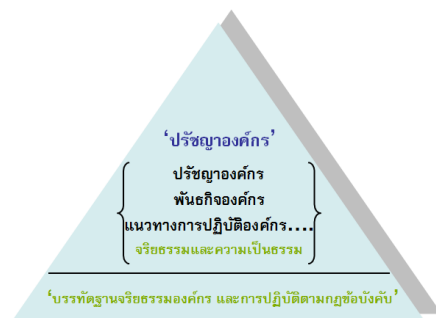 ‘ปรัชญาองค์กร’
ปรัชญาองค์กร
พันธกิจองค์กร
แนวทางการปฏิบัติองค์กร....
จริยธรรมและความเป็นธรรม
‘บรรทัดฐานจริยธรรมองค์กร และการปฏิบัติตามกฎข้อบังคับ’